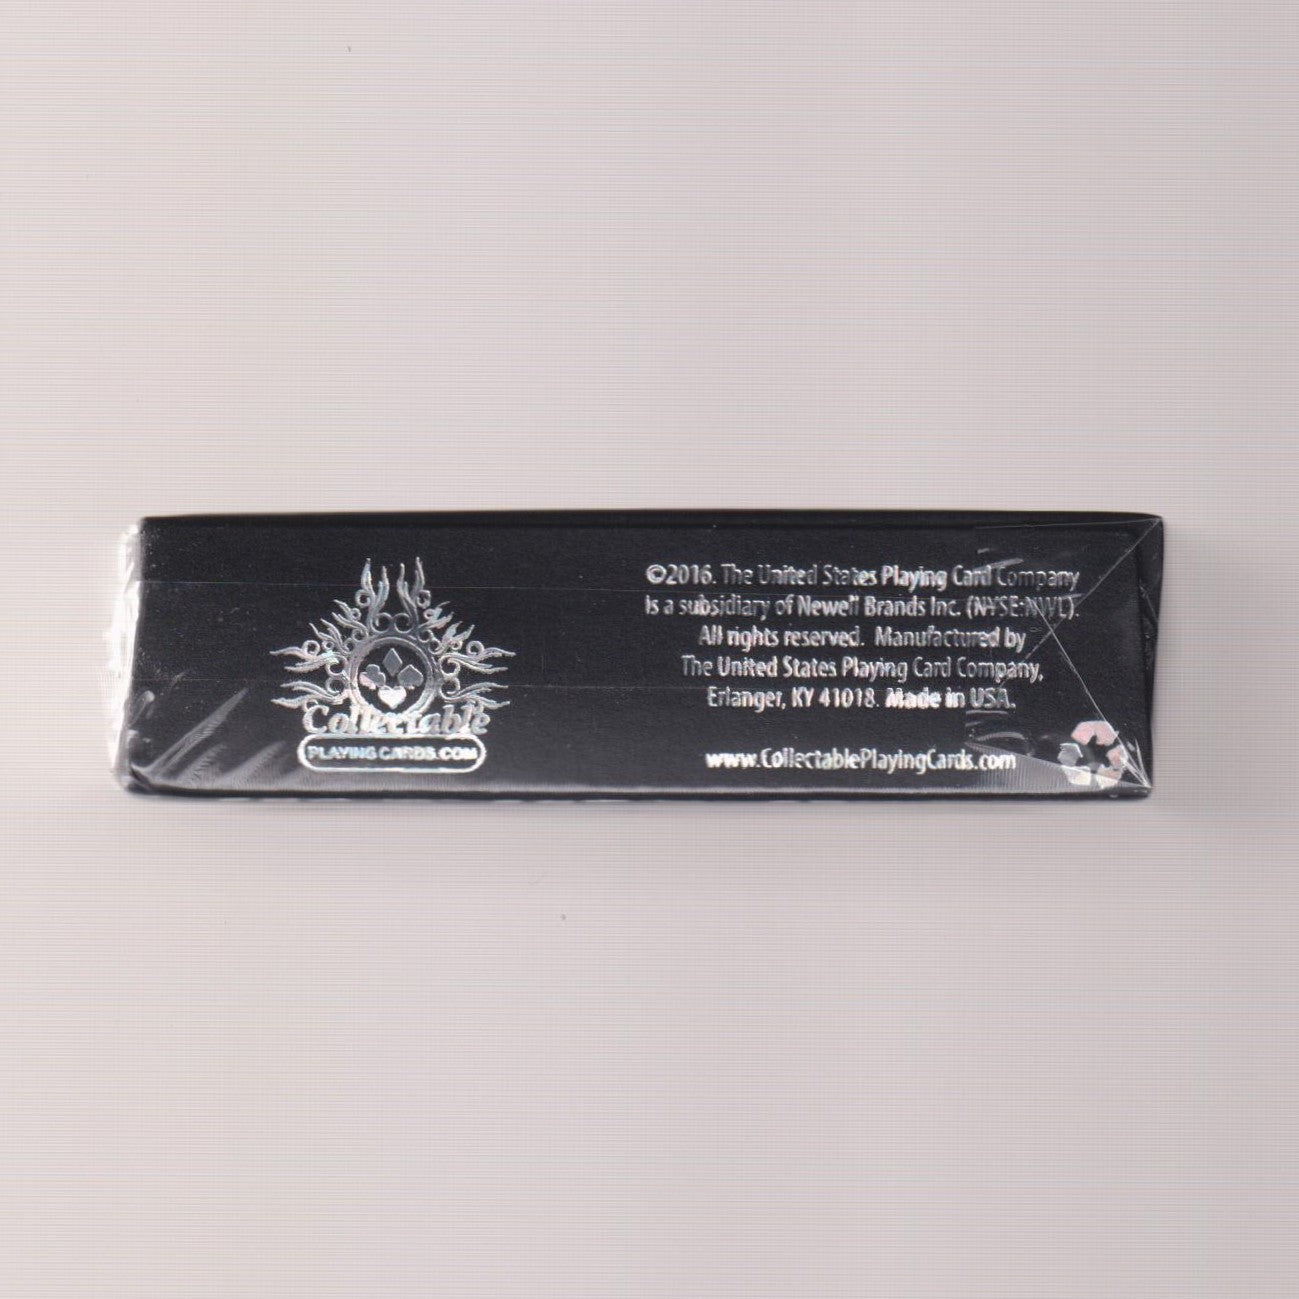 Collectable
PLAYING CARDS.COM
©2016. The United States Playing Card Company
is a subsidiary of Newell Brands Inc. (NYSE:NWL).
All rights reserved. Manufactured by
The United States Playing Card Company,
Erlanger, KY 41018. Made in USA.
www.CollectablePlayingCards.com